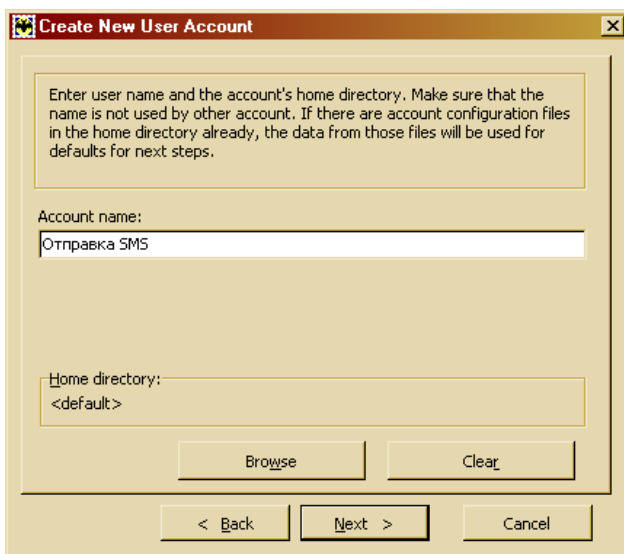 Create New User Account
Enter user name and the account's home directory. Make sure that the
name is not used by other account. If there are account configuration files
in the home directory already, the data from those files will be used for
defaults for next steps.
Account name:
Отправка SMS
Home directory:
<default>
Browse Clear
< Back Next > Cancel